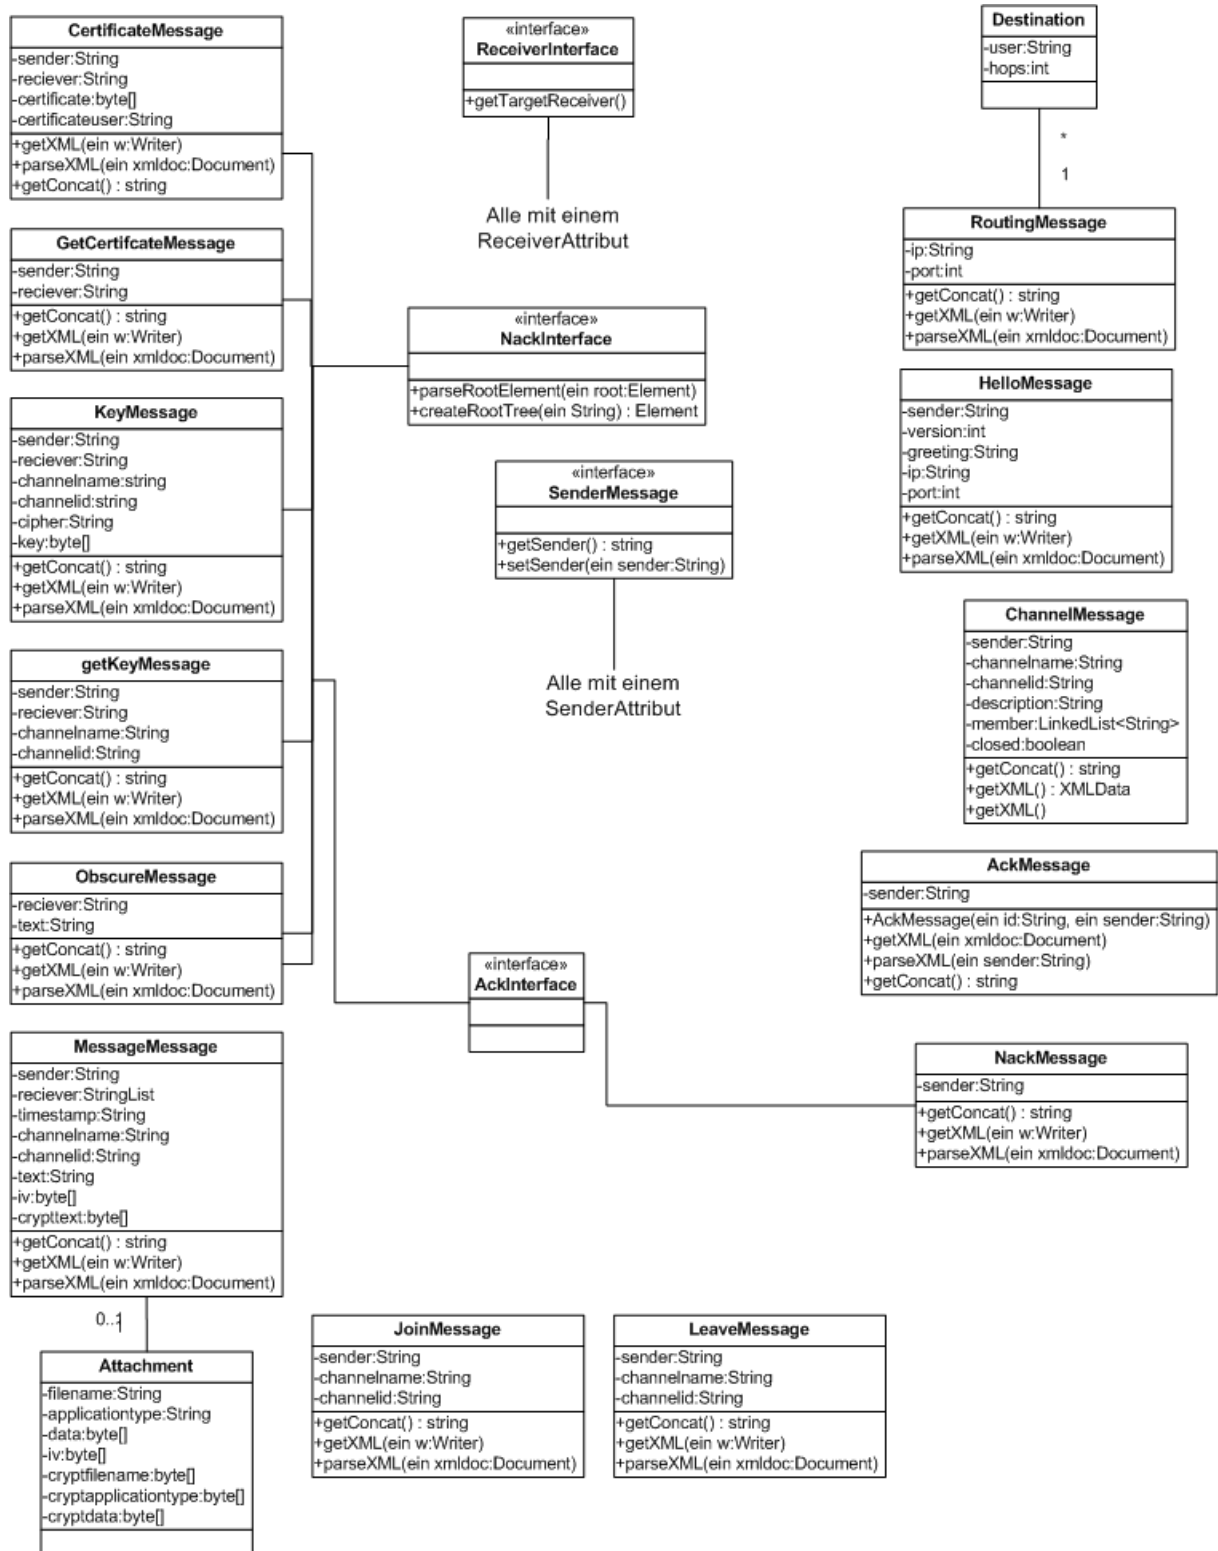 CertificateMessage
-sender:String
-reciever:String
-certificate:byte[]
-certificateuser:String
+getXML(ein w:Writer)
+parseXML(ein xmldoc:Document)
+getConcat() : string
«interface»
ReceiverInterface
+getTargetReceiver()
Alle mit einem
ReceiverAttribut
Destination
-user:String
-hops:int
*
1
RoutingMessage
-ip:String
-port:int
+getConcat() : string
+getXML(ein w:Writer)
+parseXML(ein xmldoc:Document)
GetCertifcateMessage
-sender:String
-reciever:String
+getConcat() : string
+getXML(ein w:Writer)
+parseXML(ein xmldoc:Document)
«interface»
NackInterface
+parseRootElement(ein root:Element)
+createRootTree(ein String) : Element
HelloMessage
-sender:String
-version:int
-greeting:String
-ip:String
-port:int
+getConcat() : string
+getXML(ein w:Writer)
+parseXML(ein xmldoc:Document)
KeyMessage
-sender:String
-reciever:String
-channelname:string
-channelid:string
-cipher:String
-key:byte[]
+getConcat() : string
+getXML(ein w:Writer)
+parseXML(ein xmldoc:Document)
«interface»
SenderMessage
+getSender() : string
+setSender(ein sender:String)
Alle mit einem
SenderAttribut
ChannelMessage
-sender:String
-channelname:String
-channelid:String
-description:String
-member:LinkedList<String>
-closed:boolean
+getConcat() : string
+getXML() : XMLData
+getXML()
getKeyMessage
-sender:String
-reciever:String
-channelname:String
-channelid:String
+getConcat() : string
+getXML(ein w:Writer)
+parseXML(ein xmldoc:Document)
ObscureMessage
-reciever:String
-text:String
+getConcat() : string
+getXML(ein w:Writer)
+parseXML(ein xmldoc:Document)
«interface»
AckInterface
AckMessage
-sender:String
+AckMessage(ein id:String, ein sender:String)
+getXML(ein xmldoc:Document)
+parseXML(ein sender:String)
+getConcat() : string
NackMessage
-sender:String
+getConcat() : string
+getXML(ein w:Writer)
+parseXML(ein xmldoc:Document)
MessageMessage
-sender:String
-reciever:StringList
-timestamp:String
-channelname:String
-channelid:String
-text:String
-iv:byte[]
-crypttext:byte[]
+getConcat() : string
+getXML(ein w:Writer)
+parseXML(ein xmldoc:Document)
0..1
1
Attachment
-filename:String
-applicationtype:String
-data:byte[]
-iv:byte[]
-cryptfilename:byte[]
-cryptapplicationtype:byte[]
-cryptdata:byte[]
JoinMessage
-sender:String
-channelname:String
-channelid:String
+getConcat() : string
+getXML(ein w:Writer)
+parseXML(ein xmldoc:Document)
LeaveMessage
-sender:String
-channelname:String
-channelid:String
+getConcat() : string
+getXML(ein w:Writer)
+parseXML(ein xmldoc:Document)